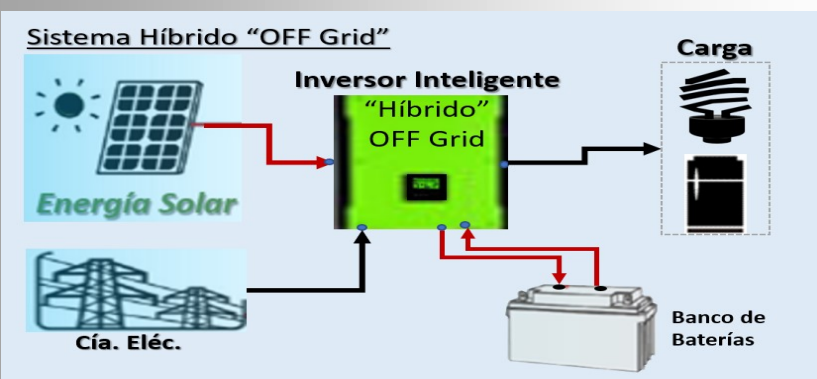 Sistema Híbrido “OFF Grid”
Carga
Inversor Inteligente
“Híbrido”
OFF Grid
Energía Solar
Cía. Eléc.
Banco de
Baterías